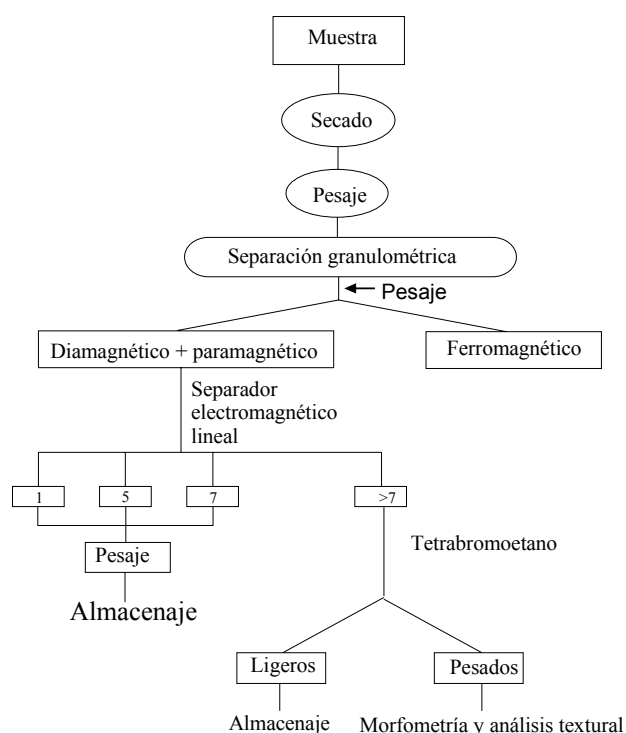 Muestra
Secado
Pesaje
Separación granulométrica
Pesaje
Diamagnético + paramagnético
Ferromagnético
Separador
electromagnético
lineal
1
5
7
>7
Pesaje
Tetrabromoetano
Almacenaje
Ligeros
Pesados
Almacenaje
Morfometría y análisis textural